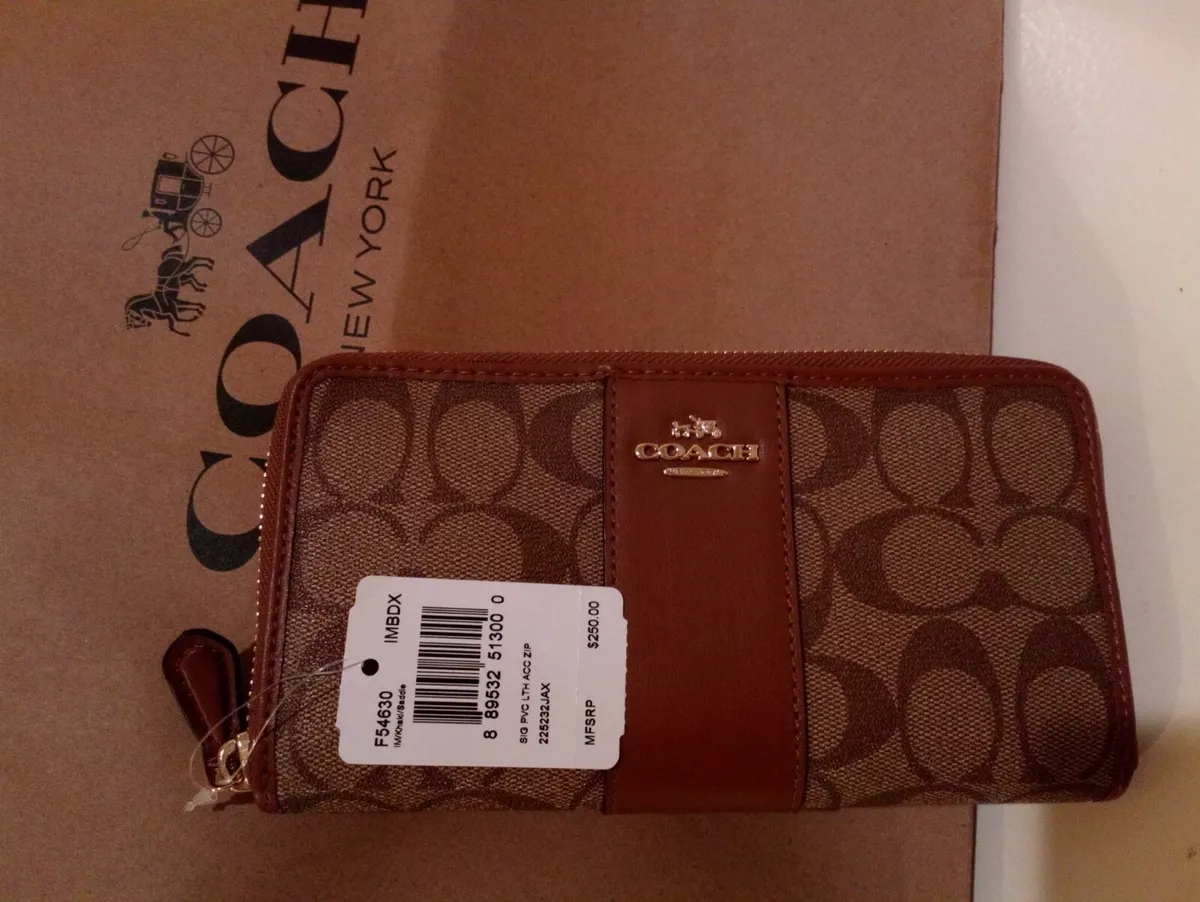 COACH
NEW YORK
COACH
F54630 IMBDX
IM/Khaki/Saddle
8 89532 51300 0
SIG PVC LTH ACC ZIP
225232JAX
MFSRP $250.00